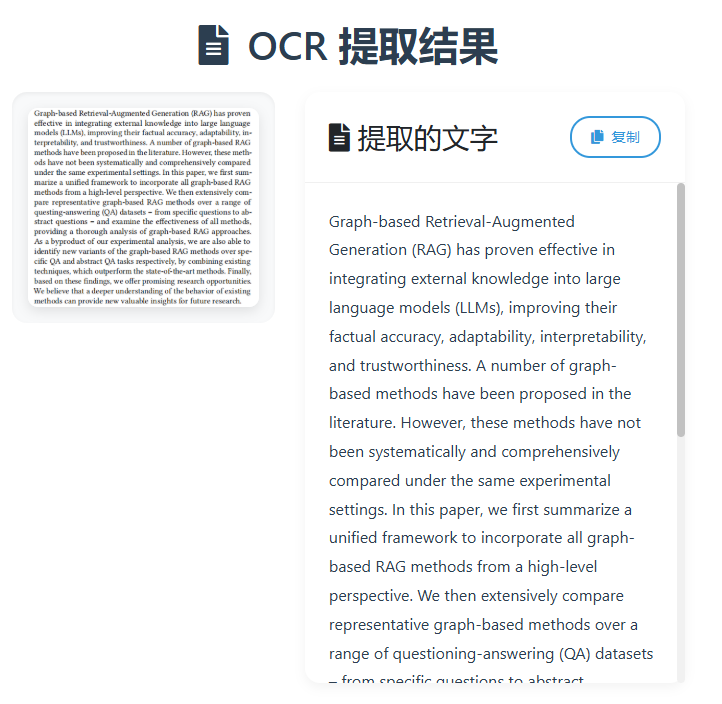 OCR 提取结果
Graph-based Retrieval-Augmented Generation (RAG) has proven
effective in integrating external knowledge into large language
models (LLMs), improving their factual accuracy, adaptability, in-
terpretability, and trustworthiness. A number of graph-based RAG
methods have been proposed in the literature. However, these meth-
ods have not been systematically and comprehensively compared
under the same experimental settings. In this paper, we first sum-
marize a unified framework to incorporate all graph-based RAG
methods from a high-level perspective. We then extensively com-
pare representative graph-based RAG methods over a range of
questing-answering (QA) datasets – from specific questions to ab-
stract questions – and examine the effectiveness of all methods,
providing a thorough analysis of graph-based RAG approaches.
As a byproduct of our experimental analysis, we are also able to
identify new variants of the graph-based RAG methods over spe-
cific QA and abstract QA tasks respectively, by combining existing
techniques, which outperform the state-of-the-art methods. Finally,
based on these findings, we offer promising research opportunities.
We believe that a deeper understanding of the behavior of existing
methods can provide new valuable insights for future research.
提取的文字
复制
Graph-based Retrieval-Augmented
Generation (RAG) has proven effective in
integrating external knowledge into large
language models (LLMs), improving their
factual accuracy, adaptability, interpretability,
and trustworthiness. A number of graph-
based methods have been proposed in the
literature. However, these methods have not
been systematically and comprehensively
compared under the same experimental
settings. In this paper, we first summarize a
unified framework to incorporate all graph-
based RAG methods from a high-level
perspective. We then extensively compare
representative graph-based methods over a
range of questioning-answering (QA) datasets
– from specific questions to abstract